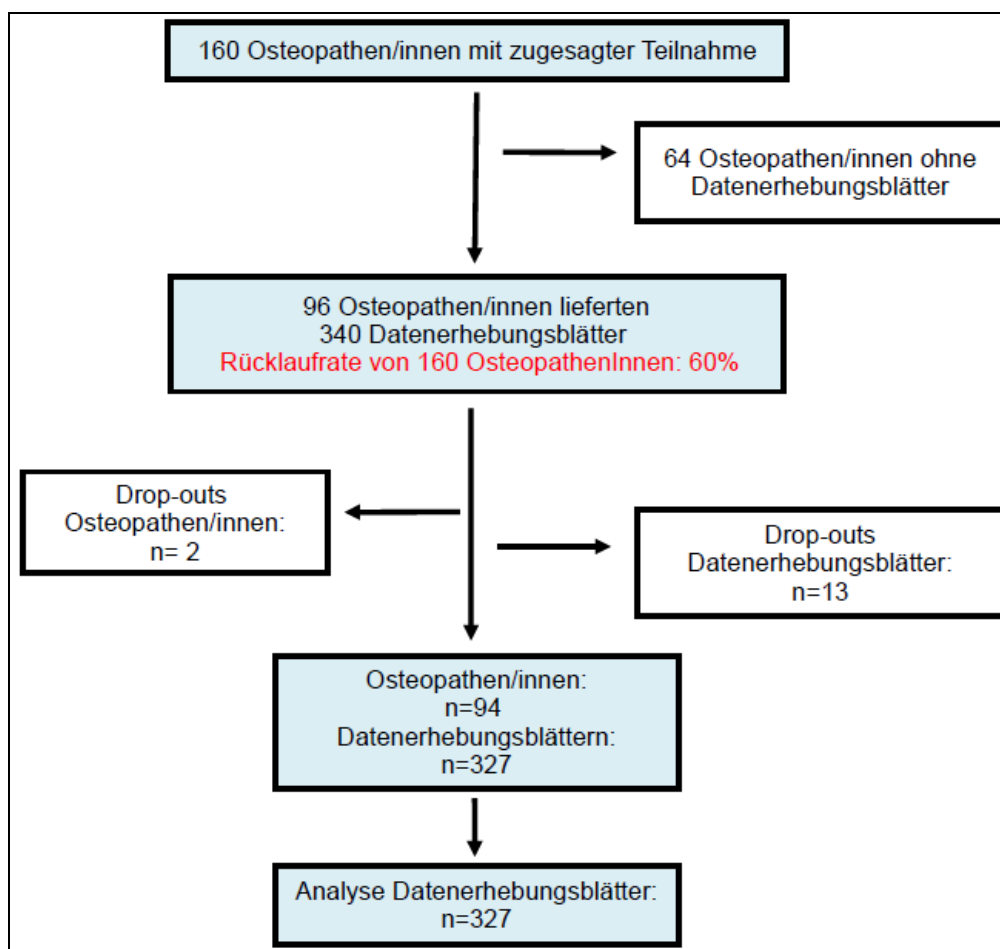 160 Osteopathen/innen mit zugesagter Teilnahme
64 Osteopathen/innen ohne
Datenerhebungsblätter
96 Osteopathen/innen lieferten
340 Datenerhebungsblätter
Rücklaufrate von 160 OsteopathenInnen: 60%
Drop-outs
Osteopathen/innen:
n= 2
Drop-outs
Datenerhebungsblätter:
n=13
Osteopathen/innen:
n=94
Datenerhebungsblättern:
n=327
Analyse Datenerhebungsblätter:
n=327